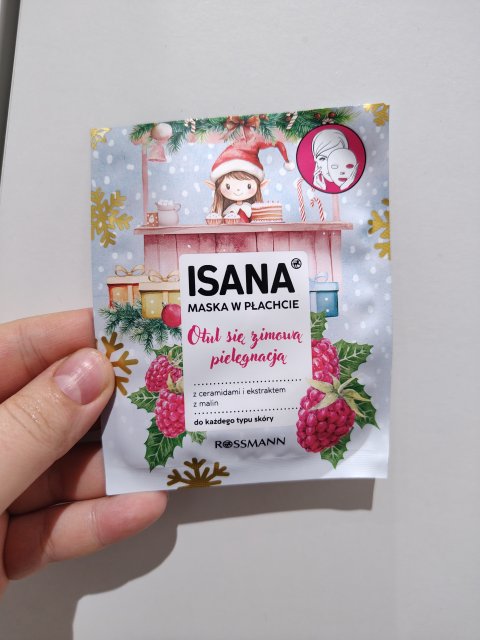 ISANA
MASKA W PŁACHCIE
Otul się zimową
pielęgnacją
z ceramidami i ekstraktem
z malin
do każdego typu skóry
ROSSMANN